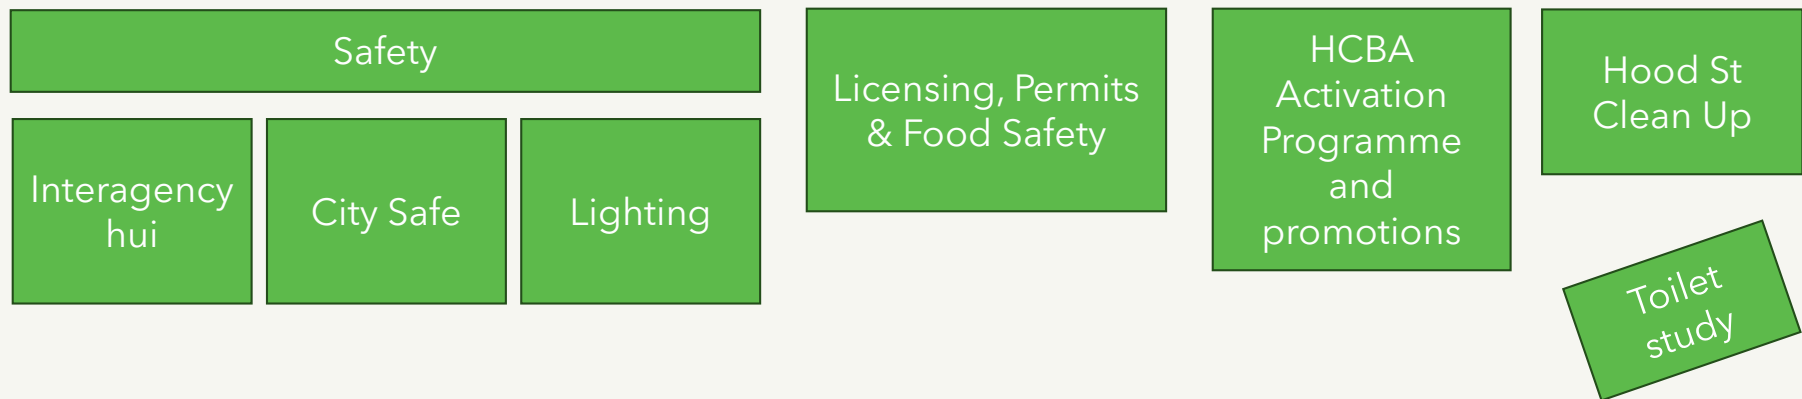 Safety
Interagency
hui
City Safe
Lighting
Licensing, Permits
& Food Safety
HCBA
Activation
Programme
and
promotions
Hood St
Clean Up
Toilet
study